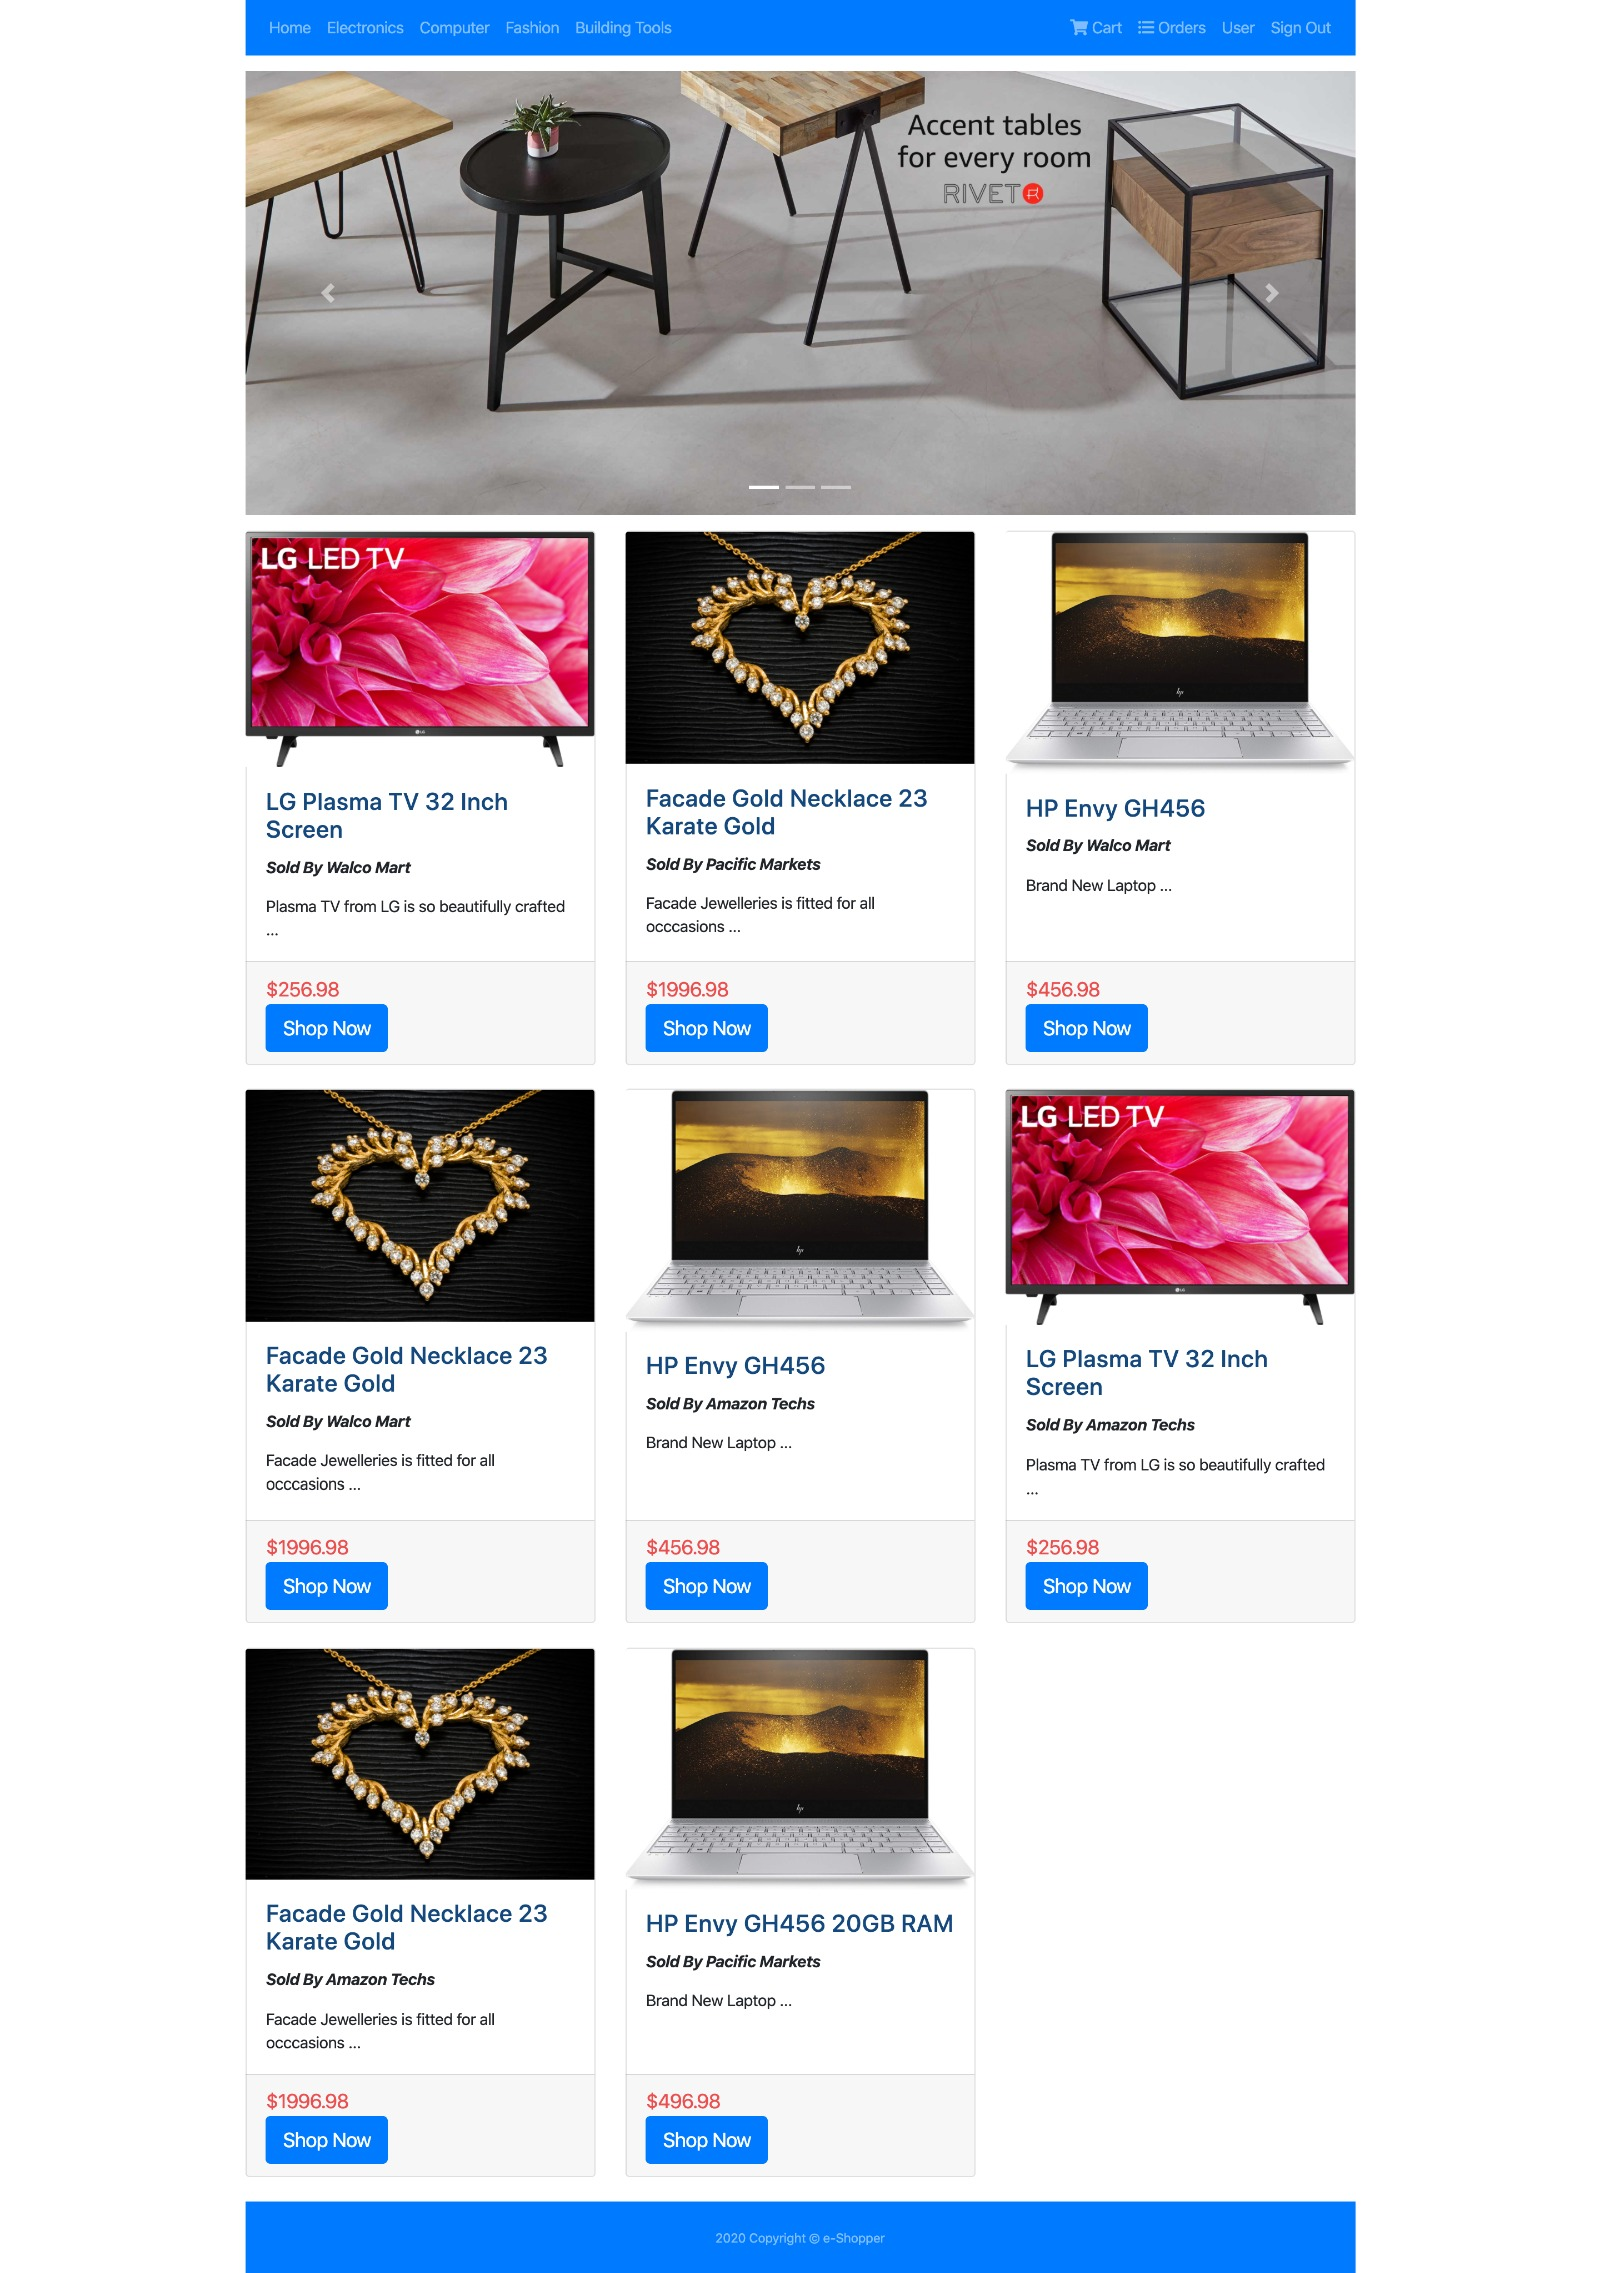 Home Electronics Computer Fashion Building Tools Cart Orders User Sign Out
Accent tables
for every room
RIVET
LG LED TV
LG
LG Plasma TV 32 Inch
Screen
Sold By Walco Mart
Plasma TV from LG is so beautifully crafted
...
$256.98
Shop Now
Facade Gold Necklace 23
Karate Gold
Sold By Pacific Markets
Facade Jewelleries is fitted for all
occcasions ...
$1996.98
Shop Now
hp
HP Envy GH456
Sold By Walco Mart
Brand New Laptop ...
$456.98
Shop Now
Facade Gold Necklace 23
Karate Gold
Sold By Walco Mart
Facade Jewelleries is fitted for all
occcasions ...
$1996.98
Shop Now
hp
HP Envy GH456
Sold By Amazon Techs
Brand New Laptop ...
$456.98
Shop Now
LG LED TV
LG
LG Plasma TV 32 Inch
Screen
Sold By Amazon Techs
Plasma TV from LG is so beautifully crafted
...
$256.98
Shop Now
Facade Gold Necklace 23
Karate Gold
Sold By Amazon Techs
Facade Jewelleries is fitted for all
occcasions ...
$1996.98
Shop Now
hp
HP Envy GH456 20GB RAM
Sold By Pacific Markets
Brand New Laptop ...
$496.98
Shop Now
2020 Copyright © e-Shopper